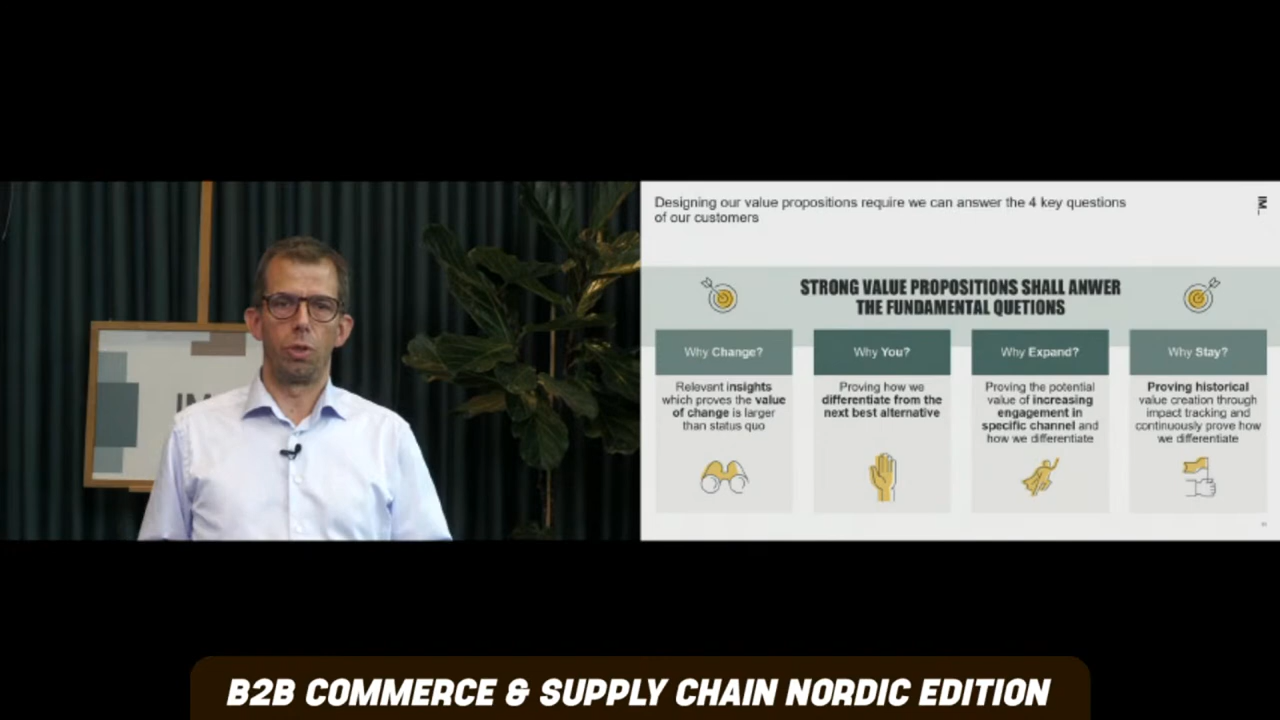 IM
Designing our value propositions require we can answer the 4 key questions
of our customers
IM_
STRONG VALUE PROPOSITIONS SHALL ANWER
THE FUNDAMENTAL QUETIONS
Why Change?
Relevant insights
which proves the value
of change is larger
than status quo
Why You?
Proving how we
differentiate from the
next best alternative
Why Expand?
Proving the potential
value of increasing
engagement in
specific channel and
how we differentiate
Why Stay?
Proving historical
value creation through
impact tracking and
continuously prove how
we differentiate
B2B COMMERCE & SUPPLY CHAIN NORDIC EDITION